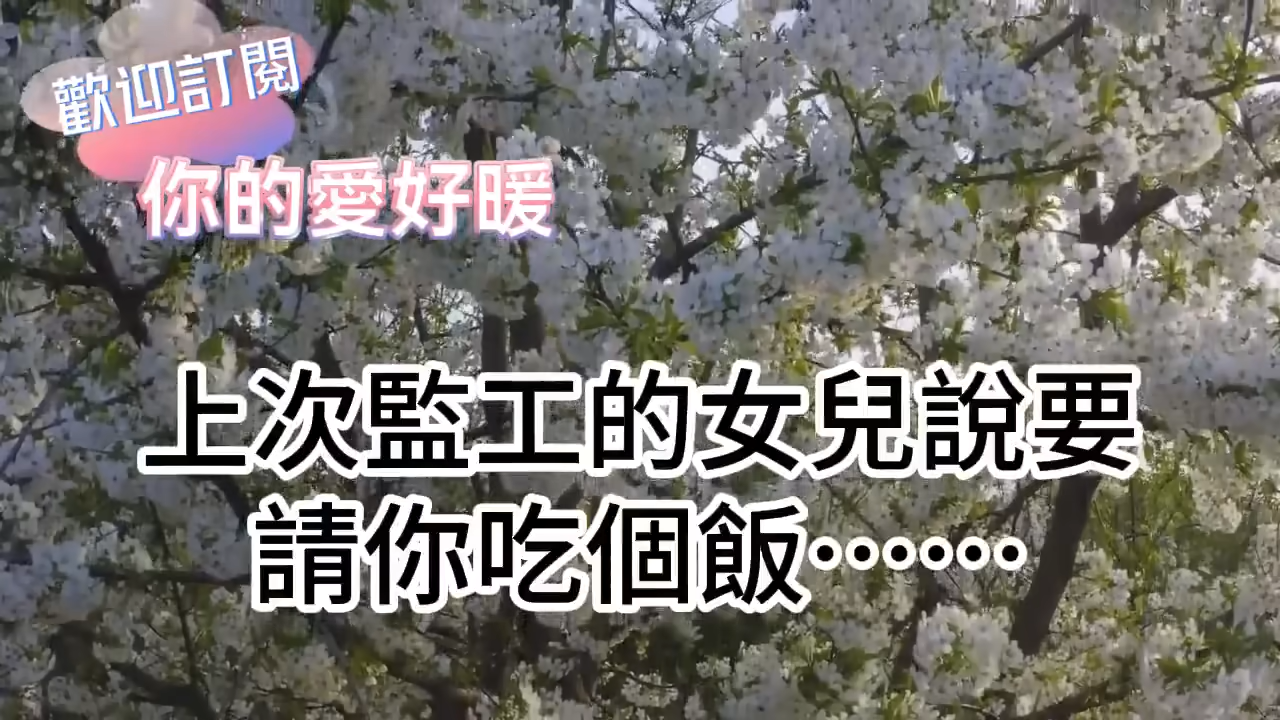 歡迎訂閱
你的愛好暖
上次監工的女兒說要
請你吃個飯⋯⋯